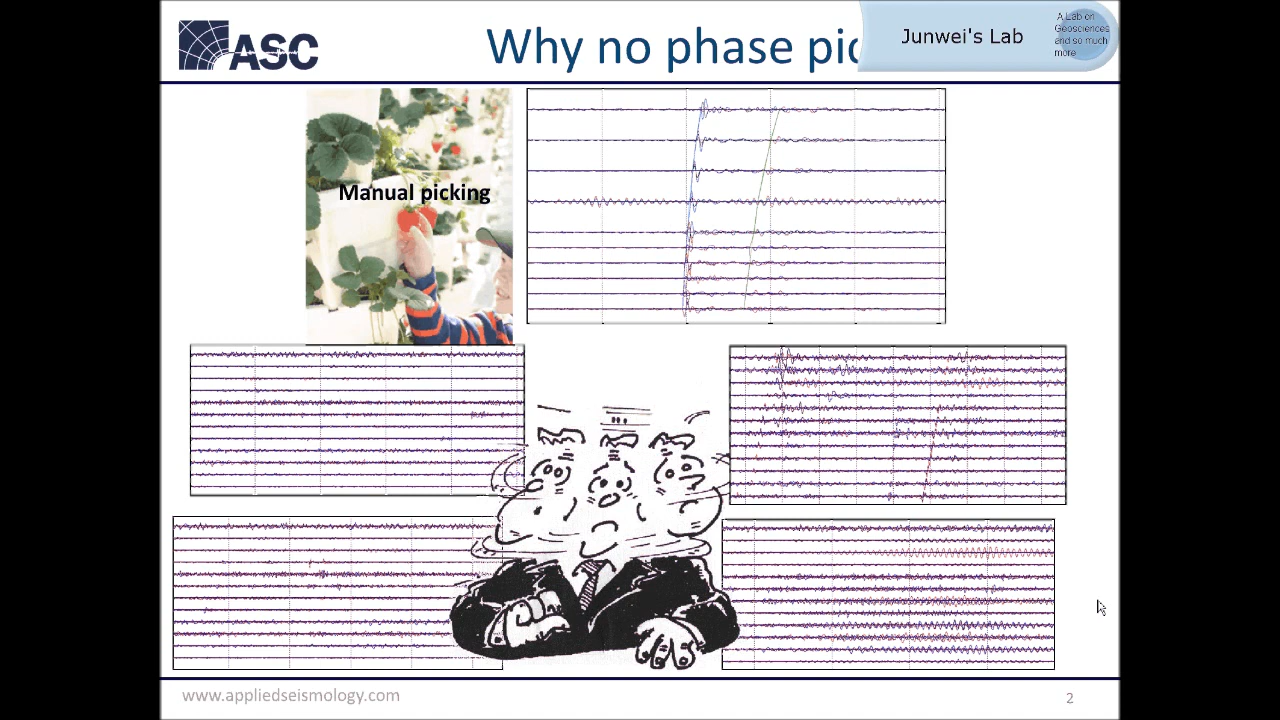 ASC
Why no phase pic
Junwei's Lab
A Lab on
Geosciences
and so much
more
Manual picking
www.appliedseismology.com
2